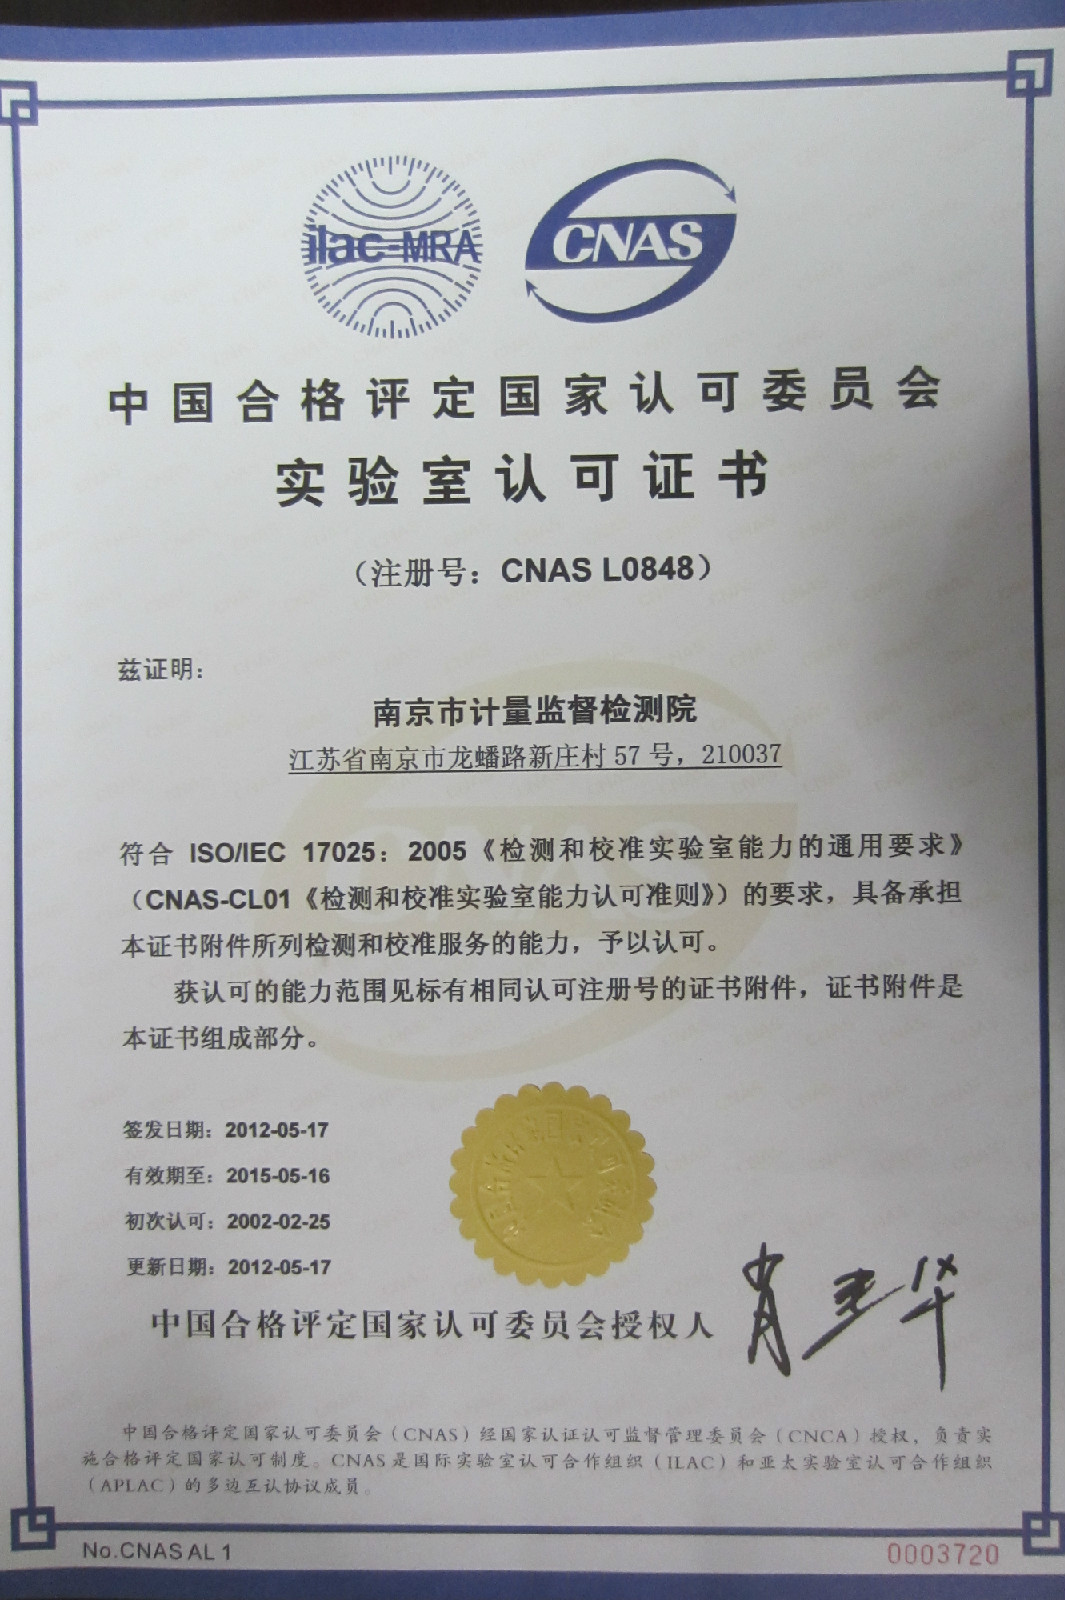 ilac-MRA
CNAS
中国合格评定国家认可委员会
实验室认可证书
（注册号：CNAS L0848）
兹证明：
南京市计量监督检测院
江苏省南京市龙蟠路新庄村 57 号，210037
符合 ISO/IEC 17025：2005《检测和校准实验室能力的通用要求》
（CNAS-CL01《检测和校准实验室能力认可准则》）的要求，具备承担
本证书附件所列检测和校准服务的能力，予以认可。
获认可的能力范围见标有相同认可注册号的证书附件，证书附件是
本证书组成部分。
签发日期：2012-05-17
有效期至：2015-05-16
初次认可：2002-02-25
更新日期：2012-05-17
中国合格评定国家认可委员会授权人
肖建华
中国合格评定国家认可委员会（CNAS）经国家认证认可监督管理委员会（CNCA）授权，负责实
施合格评定国家认可制度。CNAS是国际实验室认可合作组织（ILAC）和亚太实验室认可合作组织
（APLAC）的多边互认协议成员。
No.CNAS AL 1
0003720